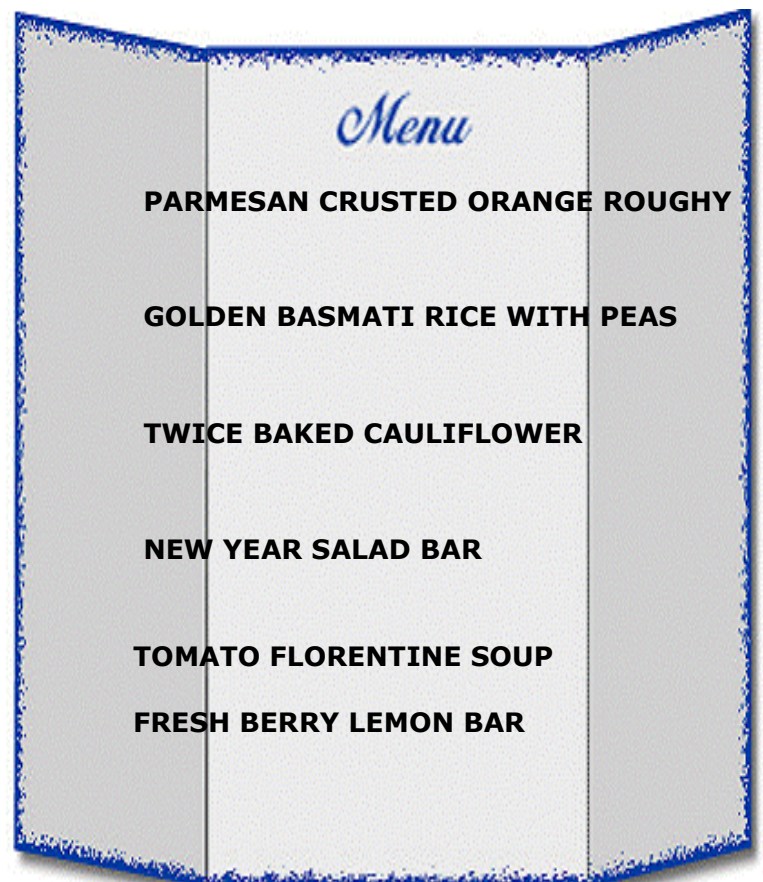 Menu
PARMESAN CRUSTED ORANGE ROUGHY
GOLDEN BASMATI RICE WITH PEAS
TWICE BAKED CAULIFLOWER
NEW YEAR SALAD BAR
TOMATO FLORENTINE SOUP
FRESH BERRY LEMON BAR